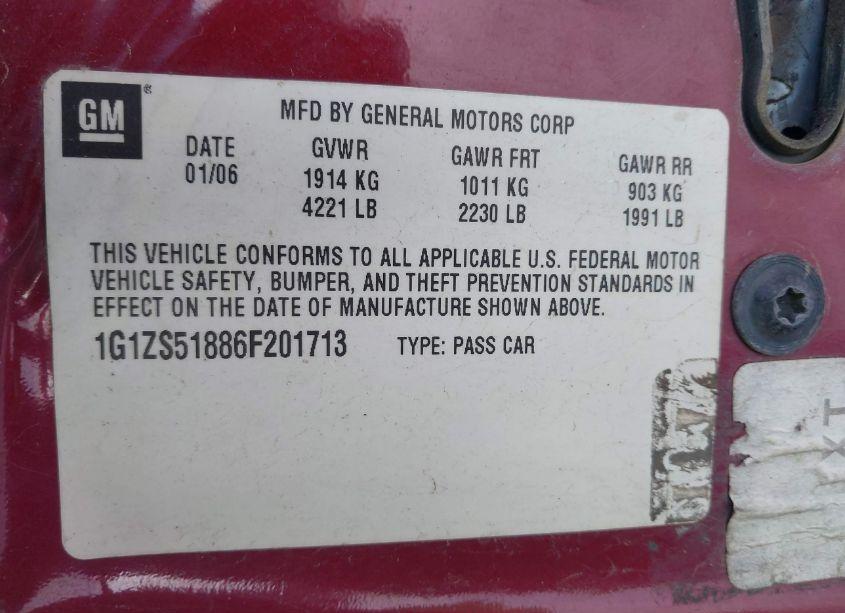 GM®
MFD BY GENERAL MOTORS CORP
DATE GVWR GAWR FRT GAWR RR
01/06 1914 KG 1011 KG 903 KG
4221 LB 2230 LB 1991 LB
THIS VEHICLE CONFORMS TO ALL APPLICABLE U.S. FEDERAL MOTOR
VEHICLE SAFETY, BUMPER, AND THEFT PREVENTION STANDARDS IN
EFFECT ON THE DATE OF MANUFACTURE SHOWN ABOVE.
1G1ZS51886F201713 TYPE: PASS CAR